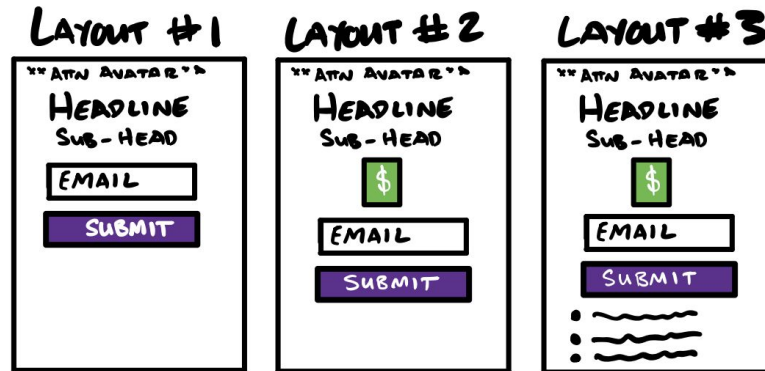 LAYOUT #1
**ATTN AVATAR**
HEADLINE
SUB-HEAD
EMAIL
SUBMIT
LAYOUT #2
**ATTN AVATAR**
HEADLINE
SUB-HEAD
$
EMAIL
SUBMIT
LAYOUT #3
**ATTN AVATAR**
HEADLINE
SUB-HEAD
$
EMAIL
SUBMIT